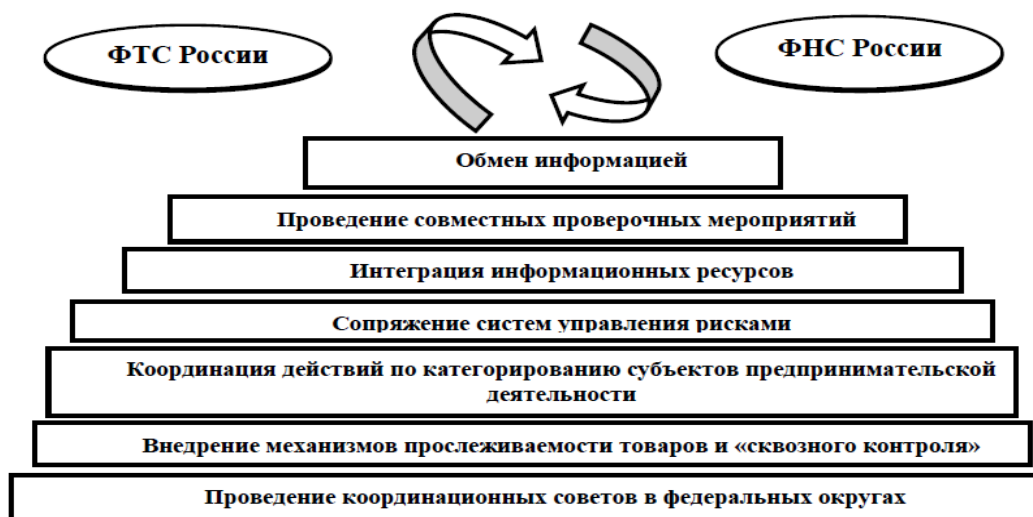 ФТС России
ФНС России
Обмен информацией
Проведение совместных проверочных мероприятий
Интеграция информационных ресурсов
Сопряжение систем управления рисками
Координация действий по категорированию субъектов предпринимательской
деятельности
Внедрение механизмов прослеживаемости товаров и «сквозного контроля»
Проведение координационных советов в федеральных округах